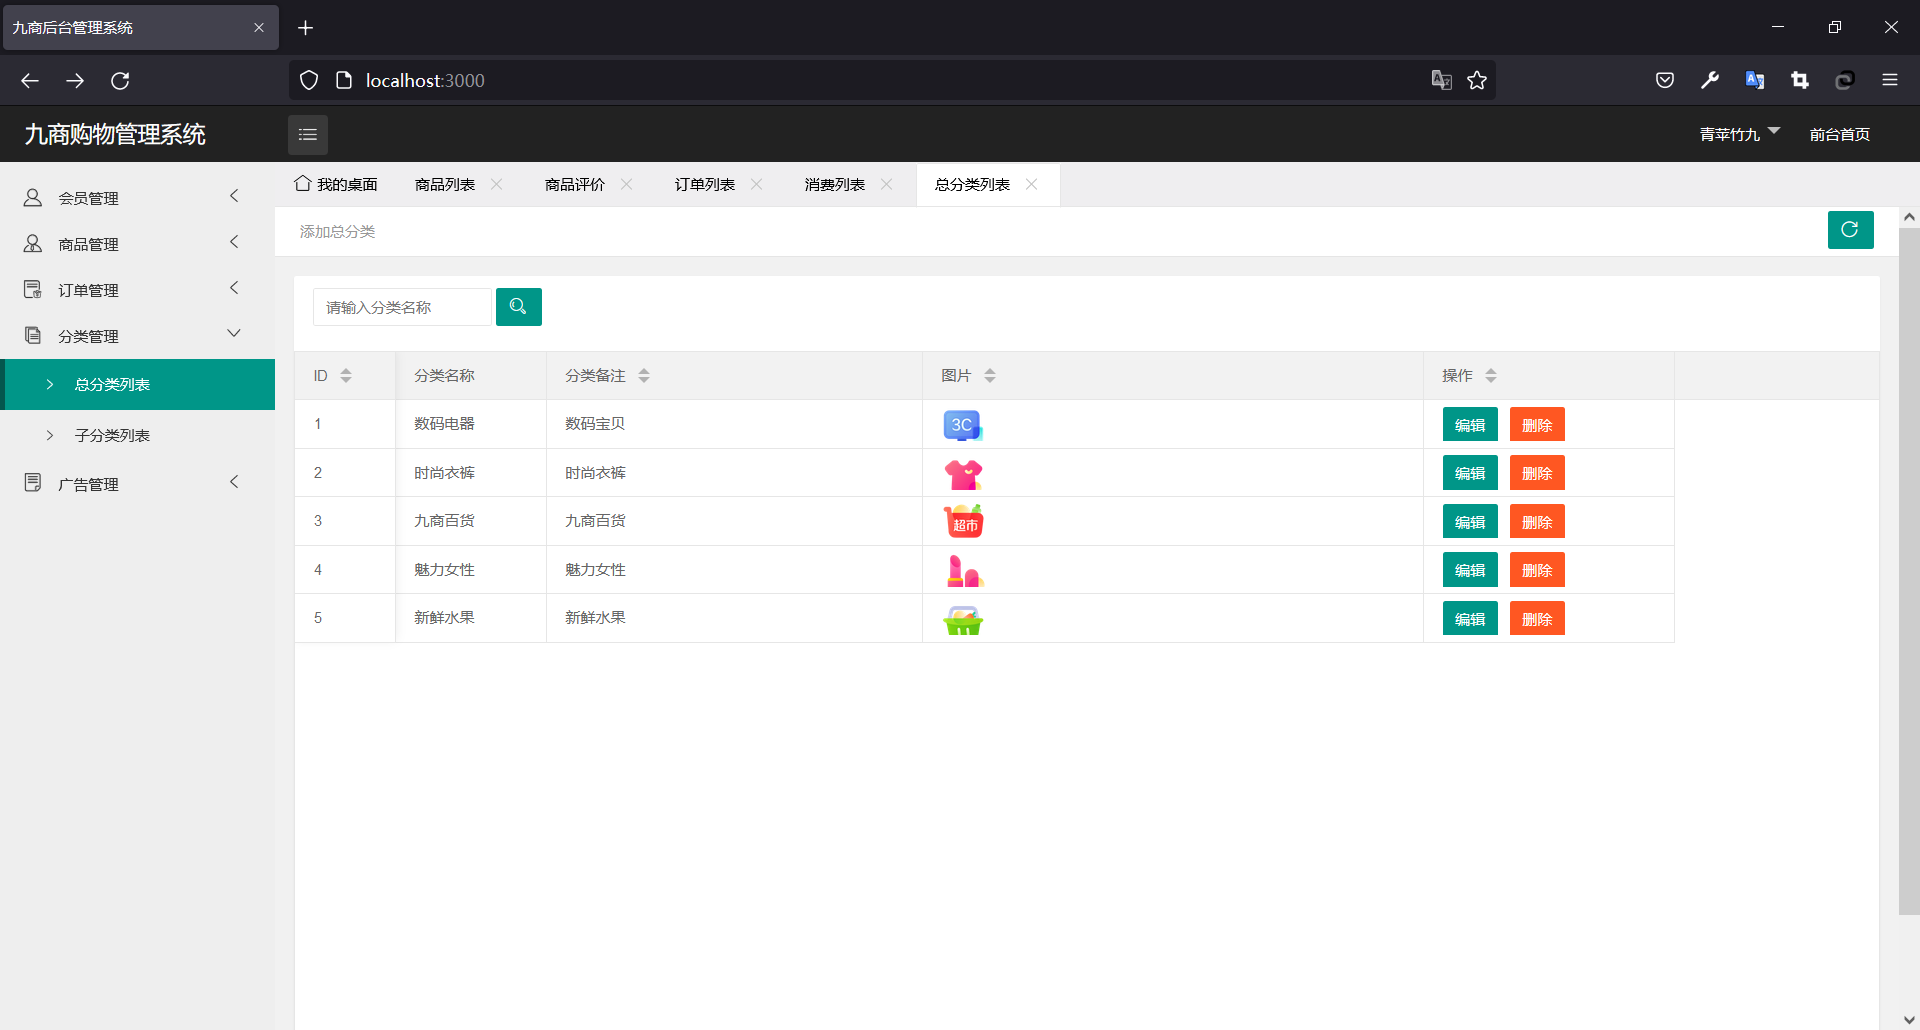 九商后台管理系统
localhost:3000
九商购物管理系统
青苹竹九
前台首页
会员管理
商品管理
订单管理
分类管理
总分类列表
子分类列表
广告管理
我的桌面 商品列表 商品评价 订单列表 消费列表 总分类列表
添加总分类
请输入分类名称
ID 分类名称 分类备注 图片 操作
1 数码电器 数码宝贝 3C 编辑 删除
2 时尚衣裤 时尚衣裤 编辑 删除
3 九商百货 九商百货 超市 编辑 删除
4 魅力女性 魅力女性 编辑 删除
5 新鲜水果 新鲜水果 编辑 删除